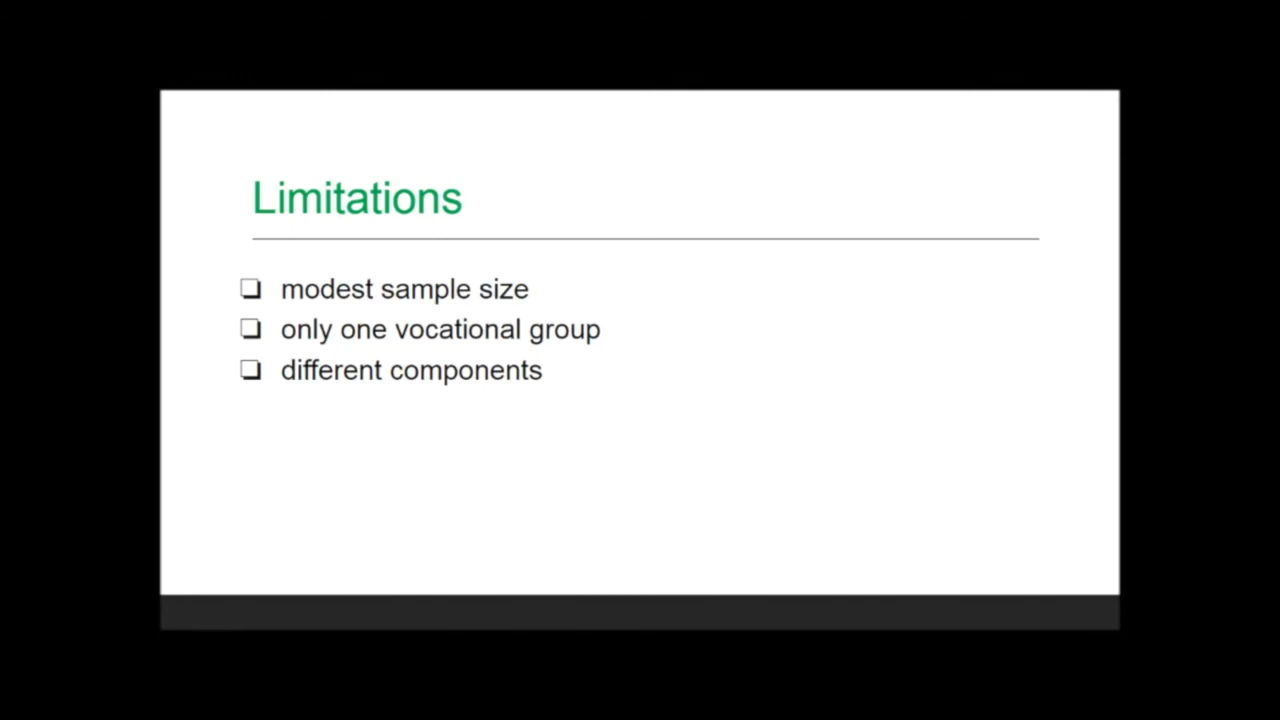 Limitations
❏ modest sample size
❏ only one vocational group
❏ different components